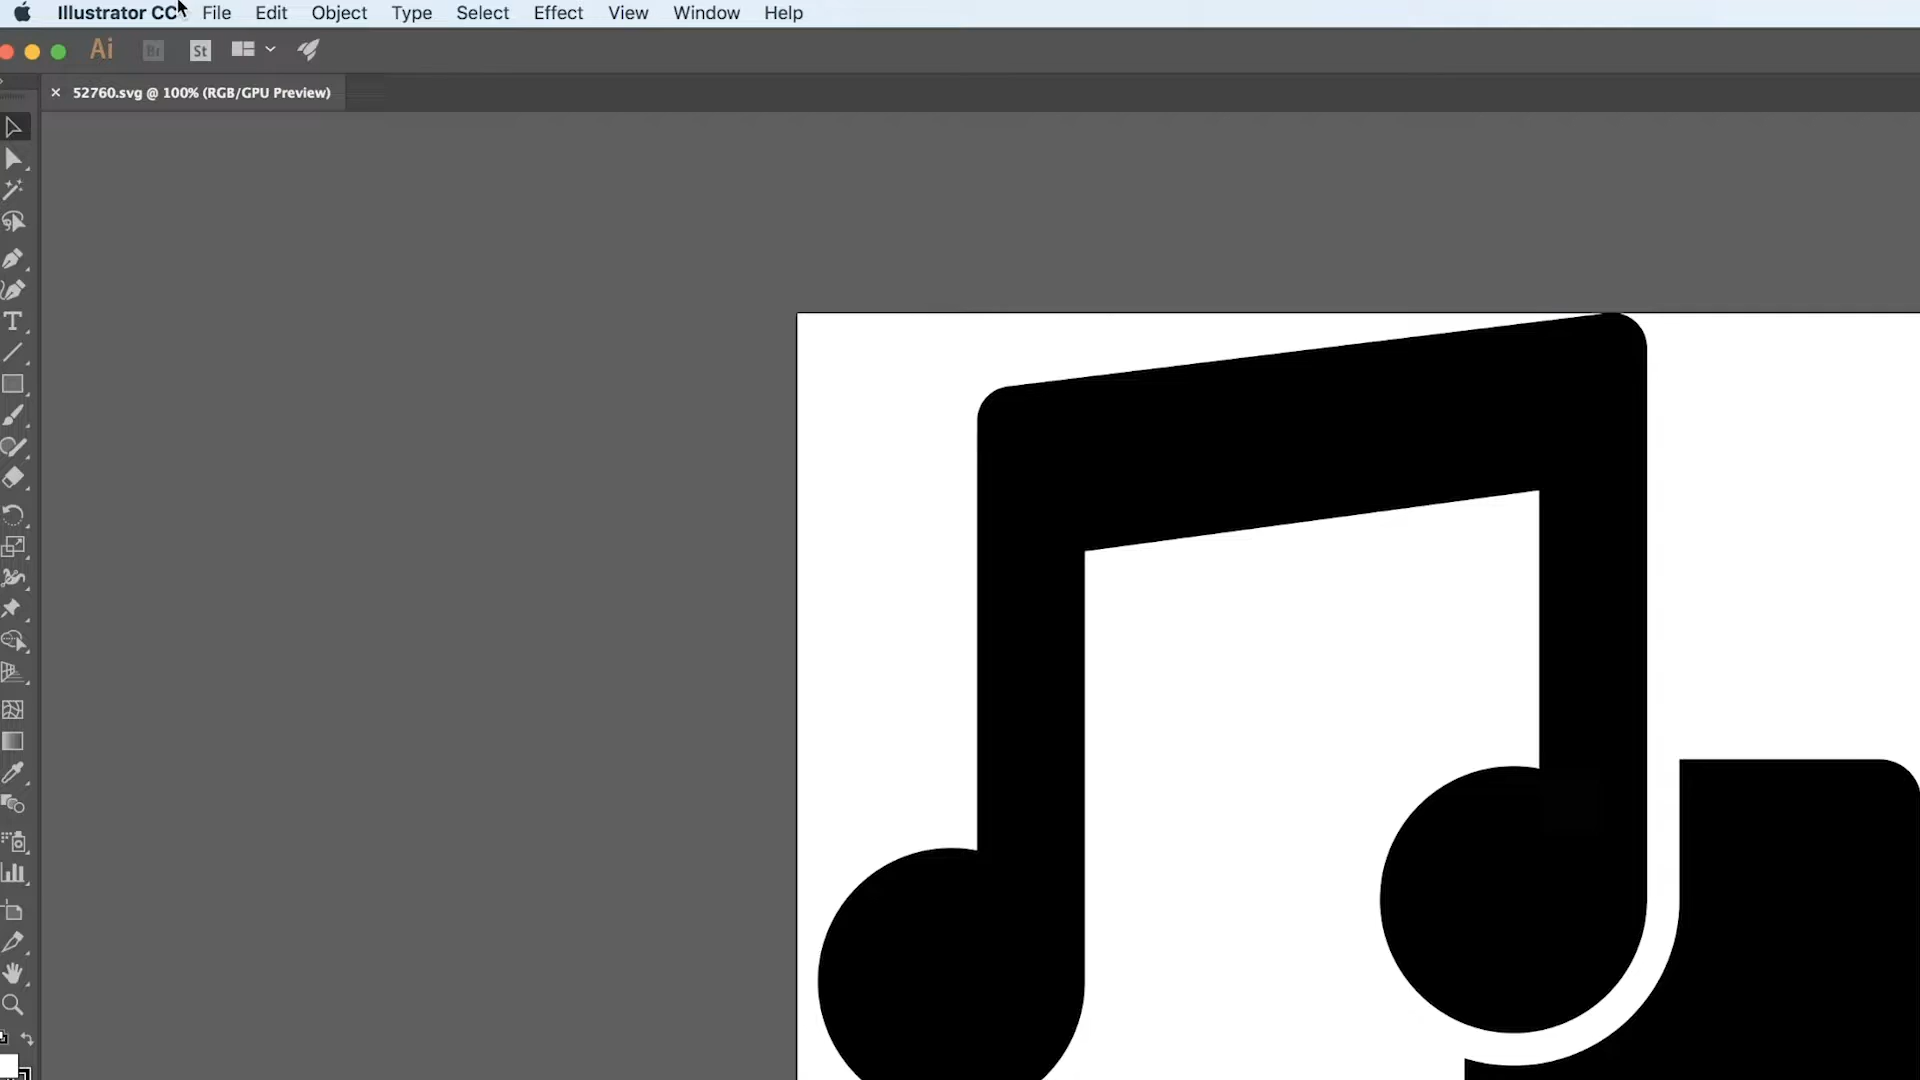 Illustrator CC File Edit Object Type Select Effect View Window Help
Ai Br St
× 52760.svg @ 100% (RGB/GPU Preview)